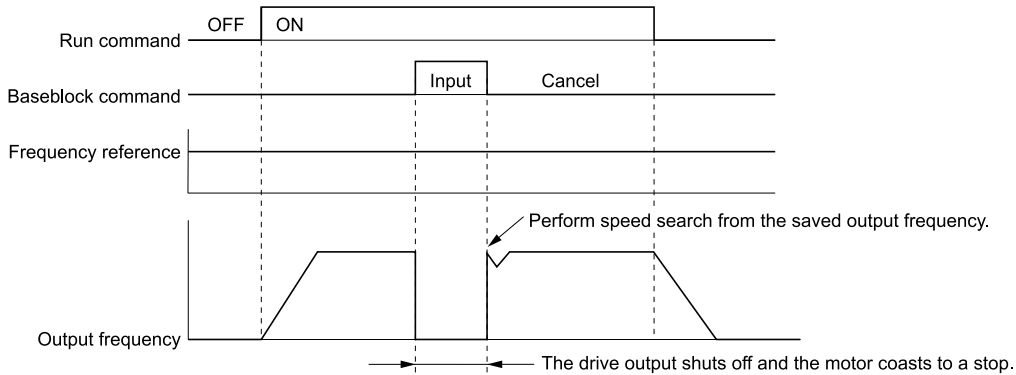 Run command
OFF
ON
Baseblock command
Input
Cancel
Frequency reference
Perform speed search from the saved output frequency.
Output frequency
The drive output shuts off and the motor coasts to a stop.